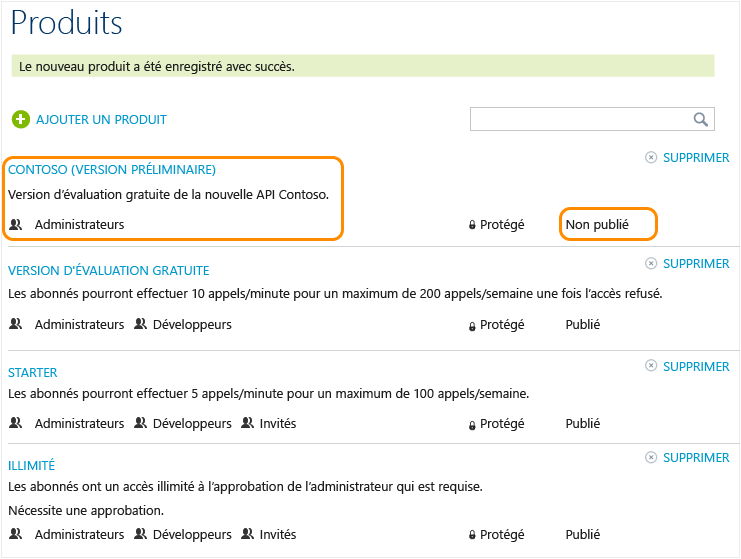 Produits
Le nouveau produit a été enregistré avec succès.
AJOUTER UN PRODUIT
SUPPRIMER
CONTOSO (VERSION PRÉLIMINAIRE)
Version d'évaluation gratuite de la nouvelle API Contoso.
Administrateurs Protégé Non publié
SUPPRIMER
VERSION D'ÉVALUATION GRATUITE
Les abonnés pourront effectuer 10 appels/minute pour un maximum de 200 appels/semaine une fois l'accès refusé.
Administrateurs Développeurs Protégé Publié
SUPPRIMER
STARTER
Les abonnés pourront effectuer 5 appels/minute pour un maximum de 100 appels/semaine.
Administrateurs Développeurs Invités Protégé Publié
SUPPRIMER
ILLIMITÉ
Les abonnés ont un accès illimité à l'approbation de l'administrateur qui est requise.
Nécessite une approbation.
Administrateurs Développeurs Invités Protégé Publié